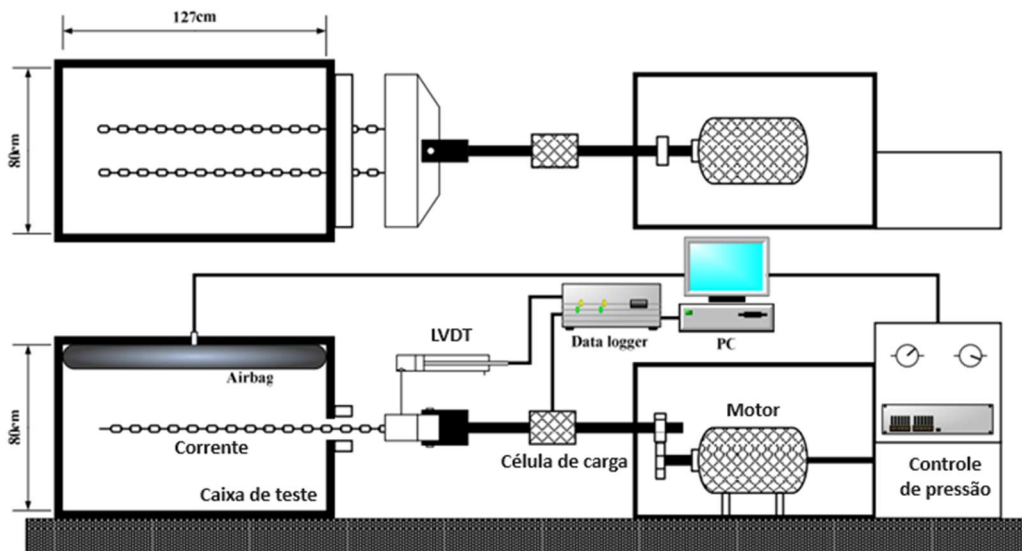 127cm
80cm
LVDT
Data logger
PC
Airbag
80cm
Corrente
Caixa de teste
Célula de carga
Motor
Controle
de pressão